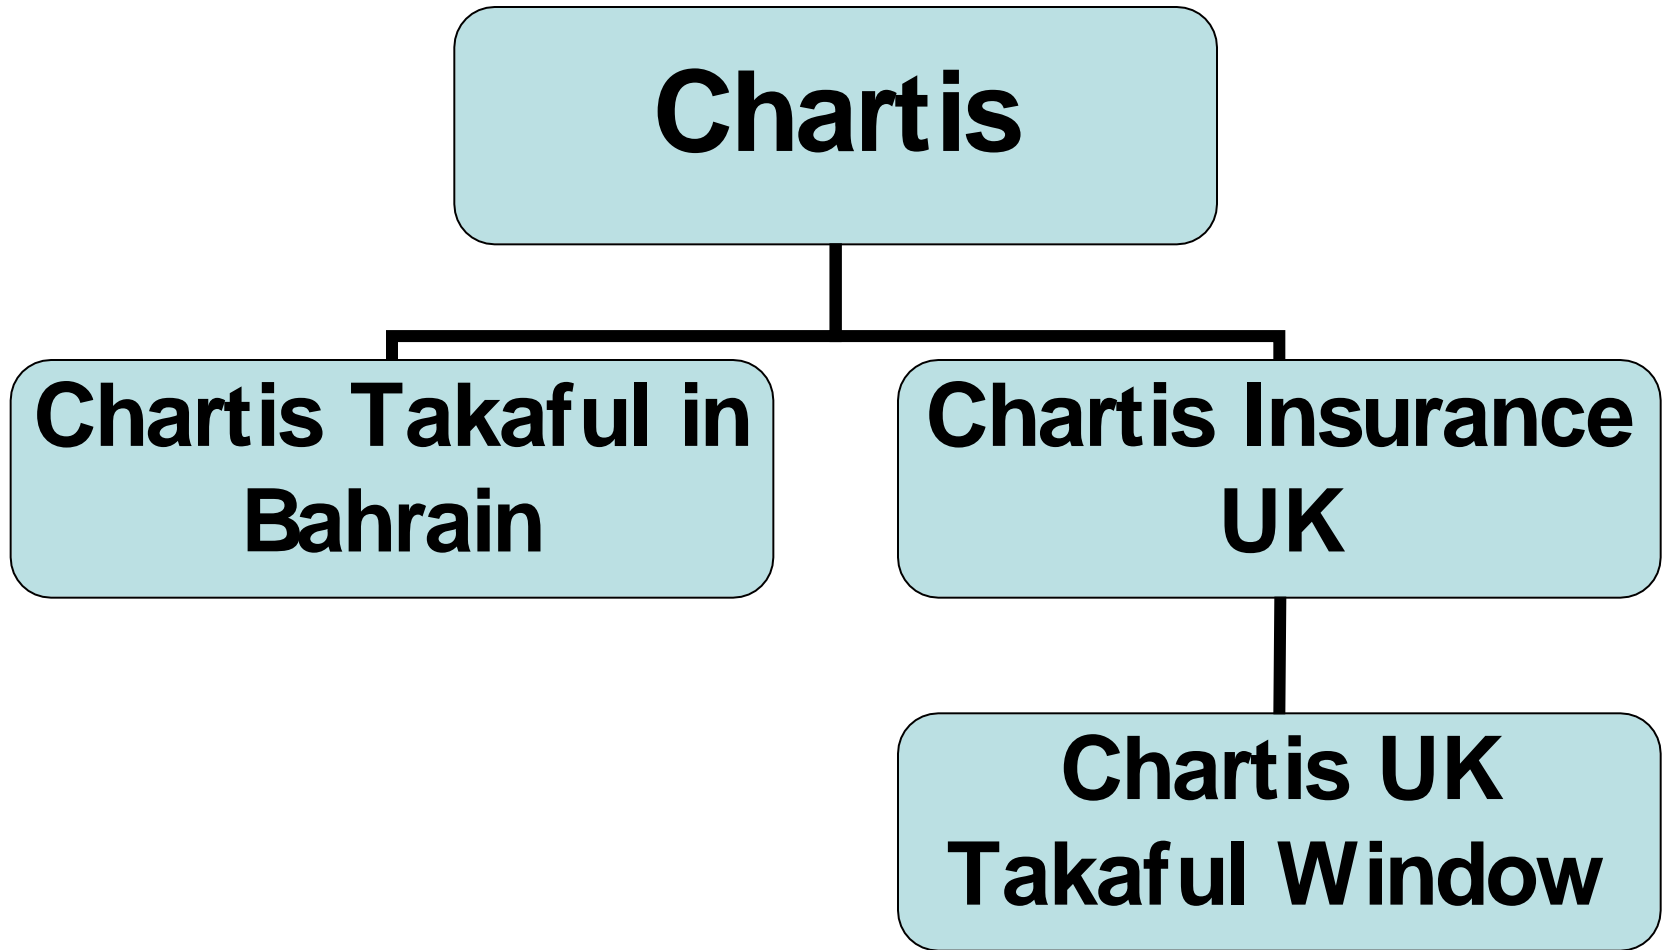 Chartis
Chartis Takaful in
Bahrain
Chartis Insurance
UK
Chartis UK
Takaful Window